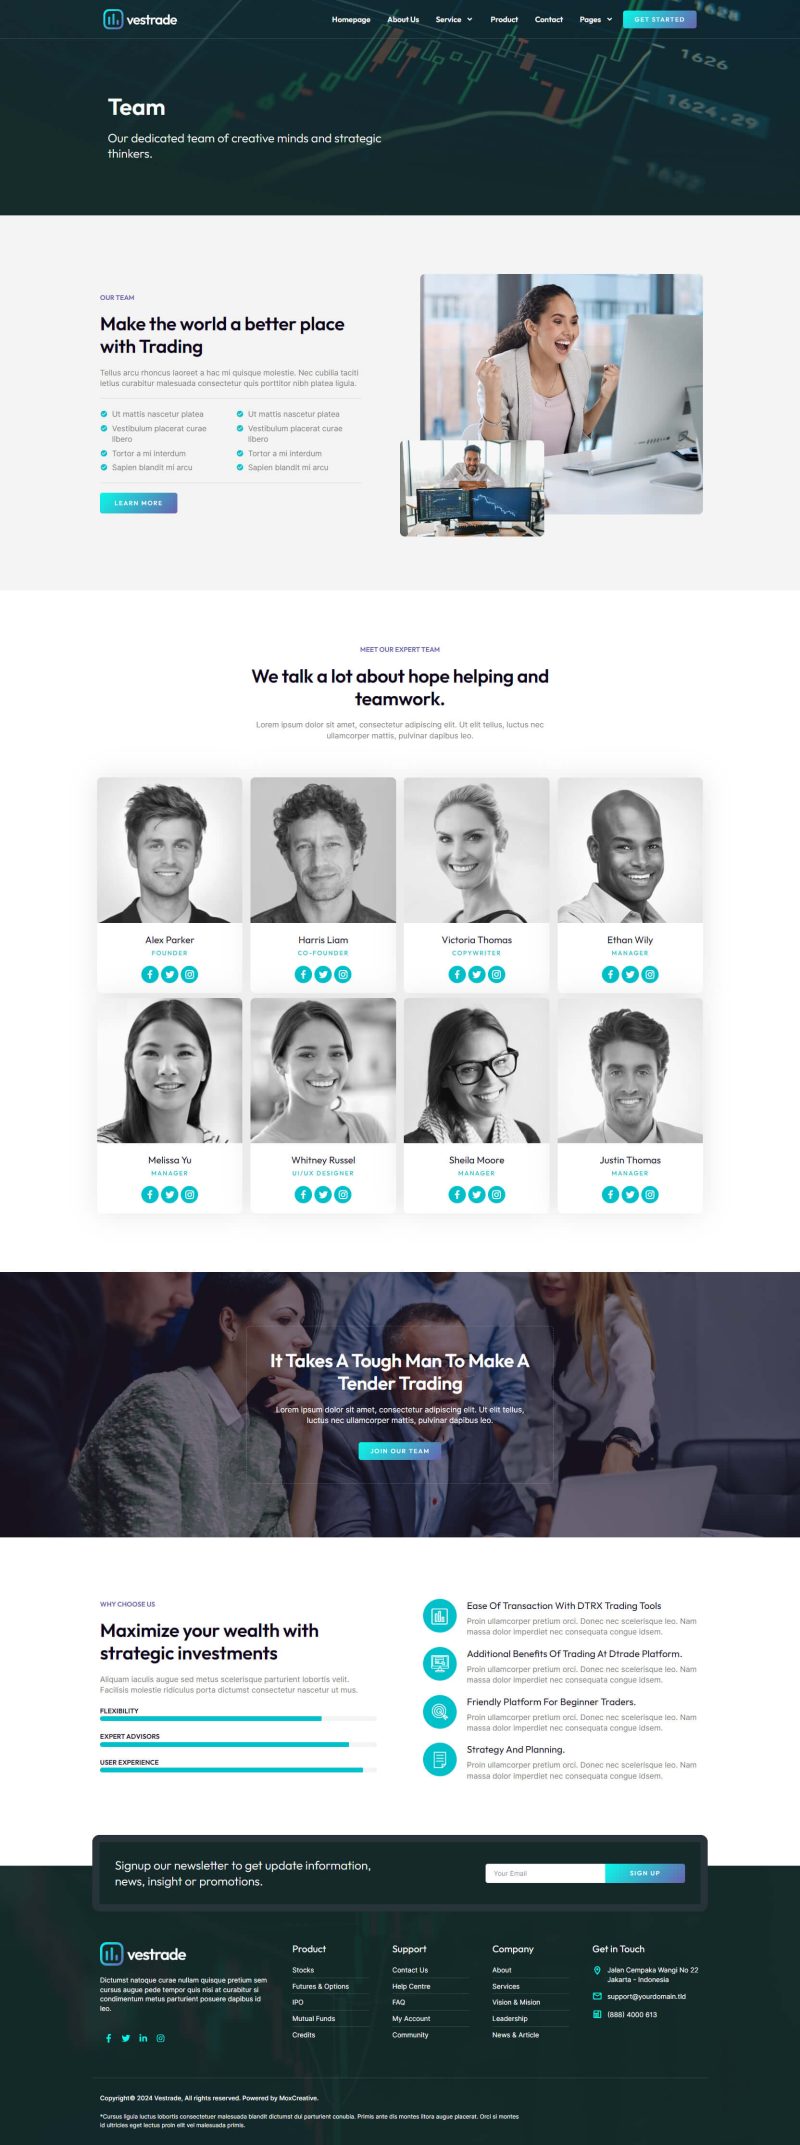 vestrade
Homepage
About Us
Service
Product
Contact
Pages
GET STARTED
1628
1626
1624.29
1622
Team
Our dedicated team of creative minds and strategic
thinkers.
OUR TEAM
Make the world a better place
with Trading
Tellus arcu rhoncus laoreet a hac mi quisque molestie. Nec cubilia taciti
letius curabitur malesuada consectetur quis porttitor nibh platea ligula.
Ut mattis nascetur platea
Vestibulum placerat curae
libero
Tortor a mi interdum
Sapien blandit mi arcu
Ut mattis nascetur platea
Vestibulum placerat curae
libero
Tortor a mi interdum
Sapien blandit mi arcu
LEARN MORE
MEET OUR EXPERT TEAM
We talk a lot about hope helping and
teamwork.
Lorem ipsum dolor sit amet, consectetur adipiscing elit. Ut elit tellus, luctus nec
ullamcorper mattis, pulvinar dapibus leo.
Alex Parker
FOUNDER
Harris Liam
CO-FOUNDER
Victoria Thomas
COPYWRITER
Ethan Wily
MANAGER
Melissa Yu
MANAGER
Whitney Russel
UI/UX DESIGNER
Sheila Moore
MANAGER
Justin Thomas
MANAGER
It Takes A Tough Man To Make A
Tender Trading
Lorem ipsum dolor sit amet, consectetur adipiscing elit. Ut elit tellus,
luctus nec ullamcorper mattis, pulvinar dapibus leo.
JOIN OUR TEAM
WHY CHOOSE US
Maximize your wealth with
strategic investments
Aliquam iaculis augue sed metus scelerisque parturient lobortis velit.
Facilisis molestie ridiculus porta dictumst consectetur nascetur ut mus.
FLEXIBILITY
EXPERT ADVISORS
USER EXPERIENCE
Ease Of Transaction With DTRX Trading Tools
Proin ullamcorper pretium orci. Donec nec scelerisque leo. Nam
massa dolor imperdiet nec consequata congue idsem.
Additional Benefits Of Trading At Dtrade Platform.
Proin ullamcorper pretium orci. Donec nec scelerisque leo. Nam
massa dolor imperdiet nec consequata congue idsem.
Friendly Platform For Beginner Traders.
Proin ullamcorper pretium orci. Donec nec scelerisque leo. Nam
massa dolor imperdiet nec consequata congue idsem.
Strategy And Planning.
Proin ullamcorper pretium orci. Donec nec scelerisque leo. Nam
massa dolor imperdiet nec consequata congue idsem.
Signup our newsletter to get update information,
news, insight or promotions.
Your Email
SIGN UP
vestrade
Dictumst natoque curae nullam quisque pretium sem
cursus augue pede tempor quis nisi at curabitur si
condimentum metus parturient posuere dapibus id
leo.
Product
Stocks
Futures & Options
IPO
Mutual Funds
Credits
Support
Contact Us
Help Centre
FAQ
My Account
Community
Company
About
Services
Vision & Mision
Leadership
News & Article
Get in Touch
Jalan Cempaka Wangi No 22
Jakarta - Indonesia
support@yourdomain.tld
(888) 4000 613
Copyright© 2024 Vestrade, All rights reserved. Powered by MoxCreative.
*Cursus ligula luctus lobortis consectetuer malesuada blandit dictumst dui parturient conubia. Primis ante dis montes litora augue placerat. Orci si montes
id ultricies eget lectus proin elit vel malesuada primis.